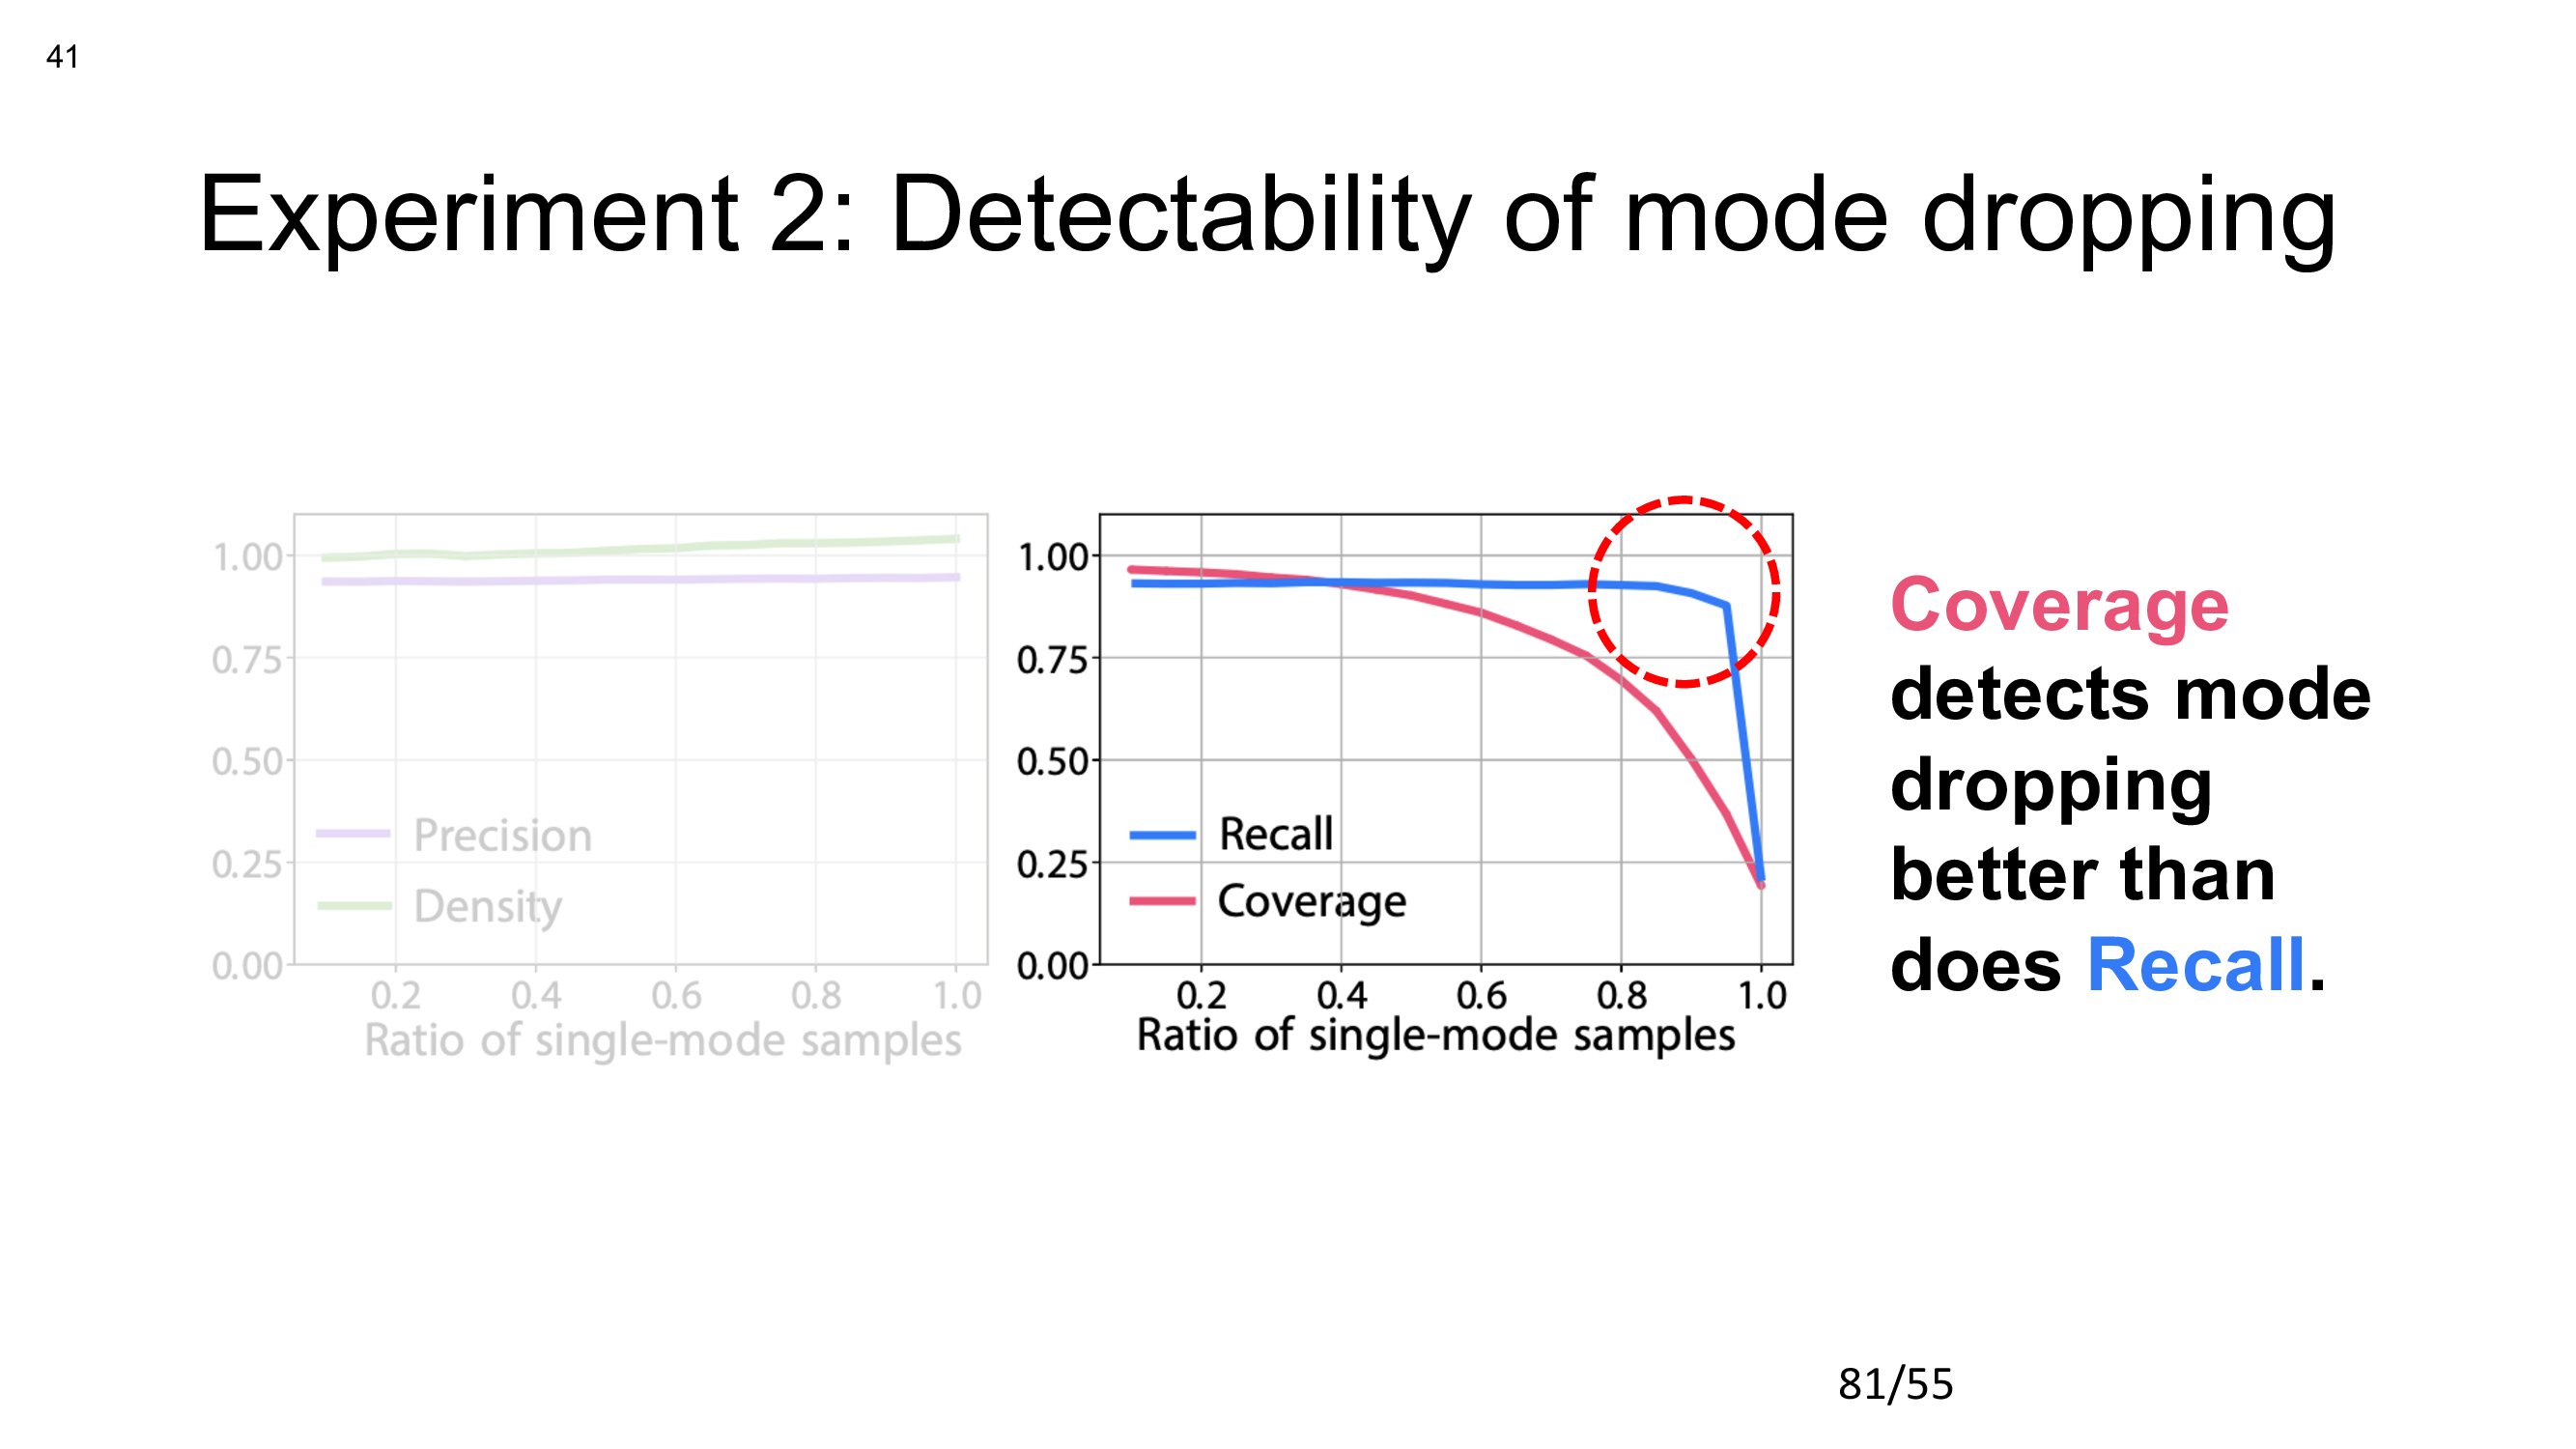 41
Experiment 2: Detectability of mode dropping
1.00
0.75
0.50
0.25
0.00
Precision
Density
0.2 0.4 0.6 0.8 1.0
Ratio of single-mode samples
1.00
0.75
0.50
0.25
0.00
Recall
Coverage
0.2 0.4 0.6 0.8 1.0
Ratio of single-mode samples
Coverage
detects mode
dropping
better than
does Recall.
81/55